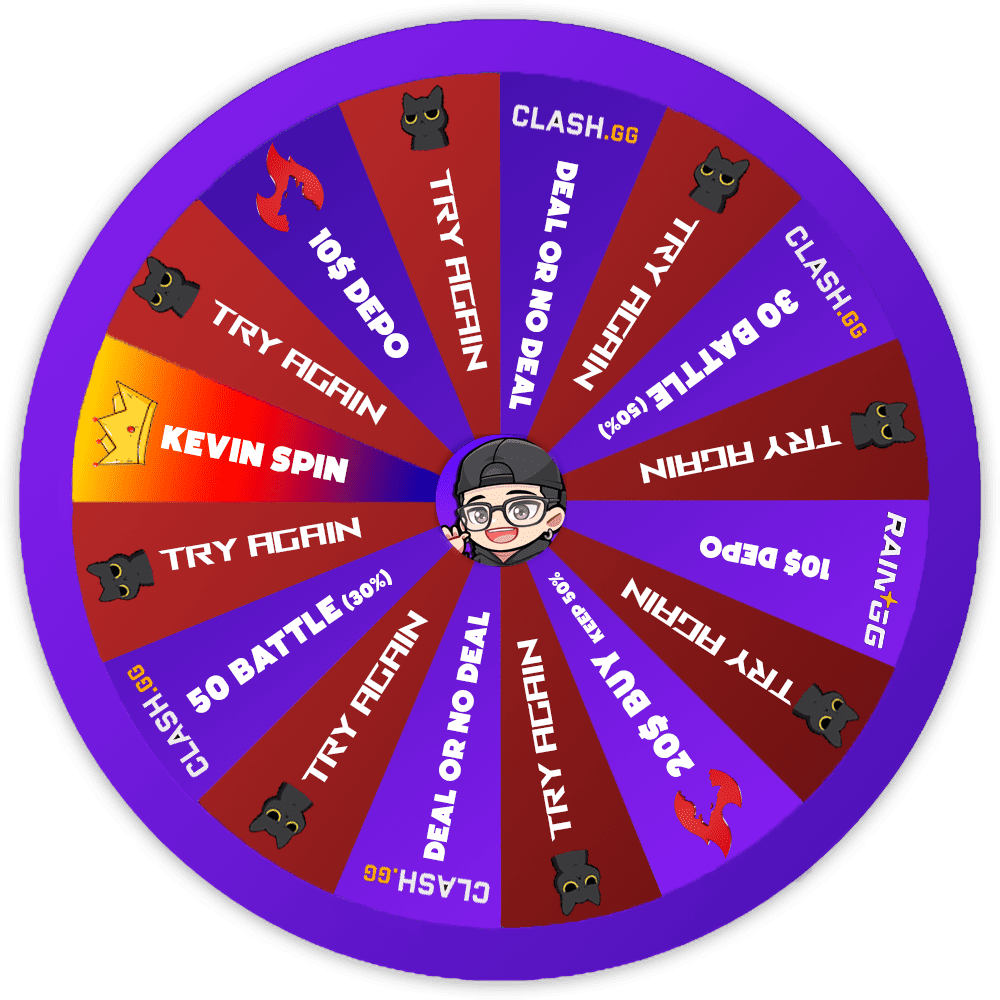 CLASH.GG
DEAL OR NO DEAL
TRY AGAIN
CLASH.GG
30 BATTLE (50%)
TRY AGAIN
RAIN GG
10$ DEPO
TRY AGAIN
20$ BUY KEEP 50%
TRY AGAIN
CLASH.GG
DEAL OR NO DEAL
TRY AGAIN
CLASH.GG
50 BATTLE (30%)
TRY AGAIN
KEVIN SPIN
TRY AGAIN
10$ DEPO
TRY AGAIN